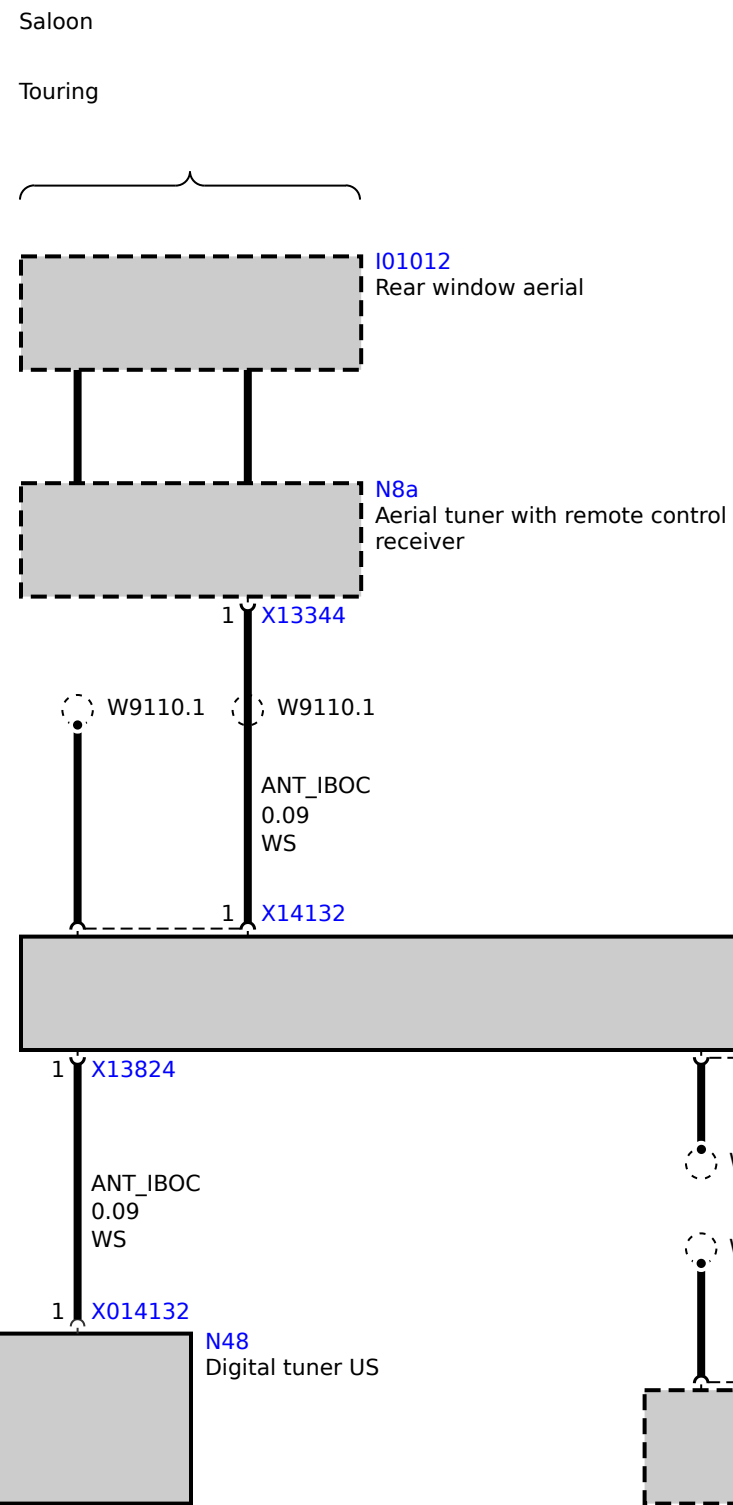 Saloon
Touring
I01012
Rear window aerial
N8a
Aerial tuner with remote control
receiver
1 X13344
W9110.1 W9110.1
ANT_IBOC
0.09
WS
1 X14132
1 X13824
ANT_IBOC
0.09
WS
1 X014132
N48
Digital tuner US